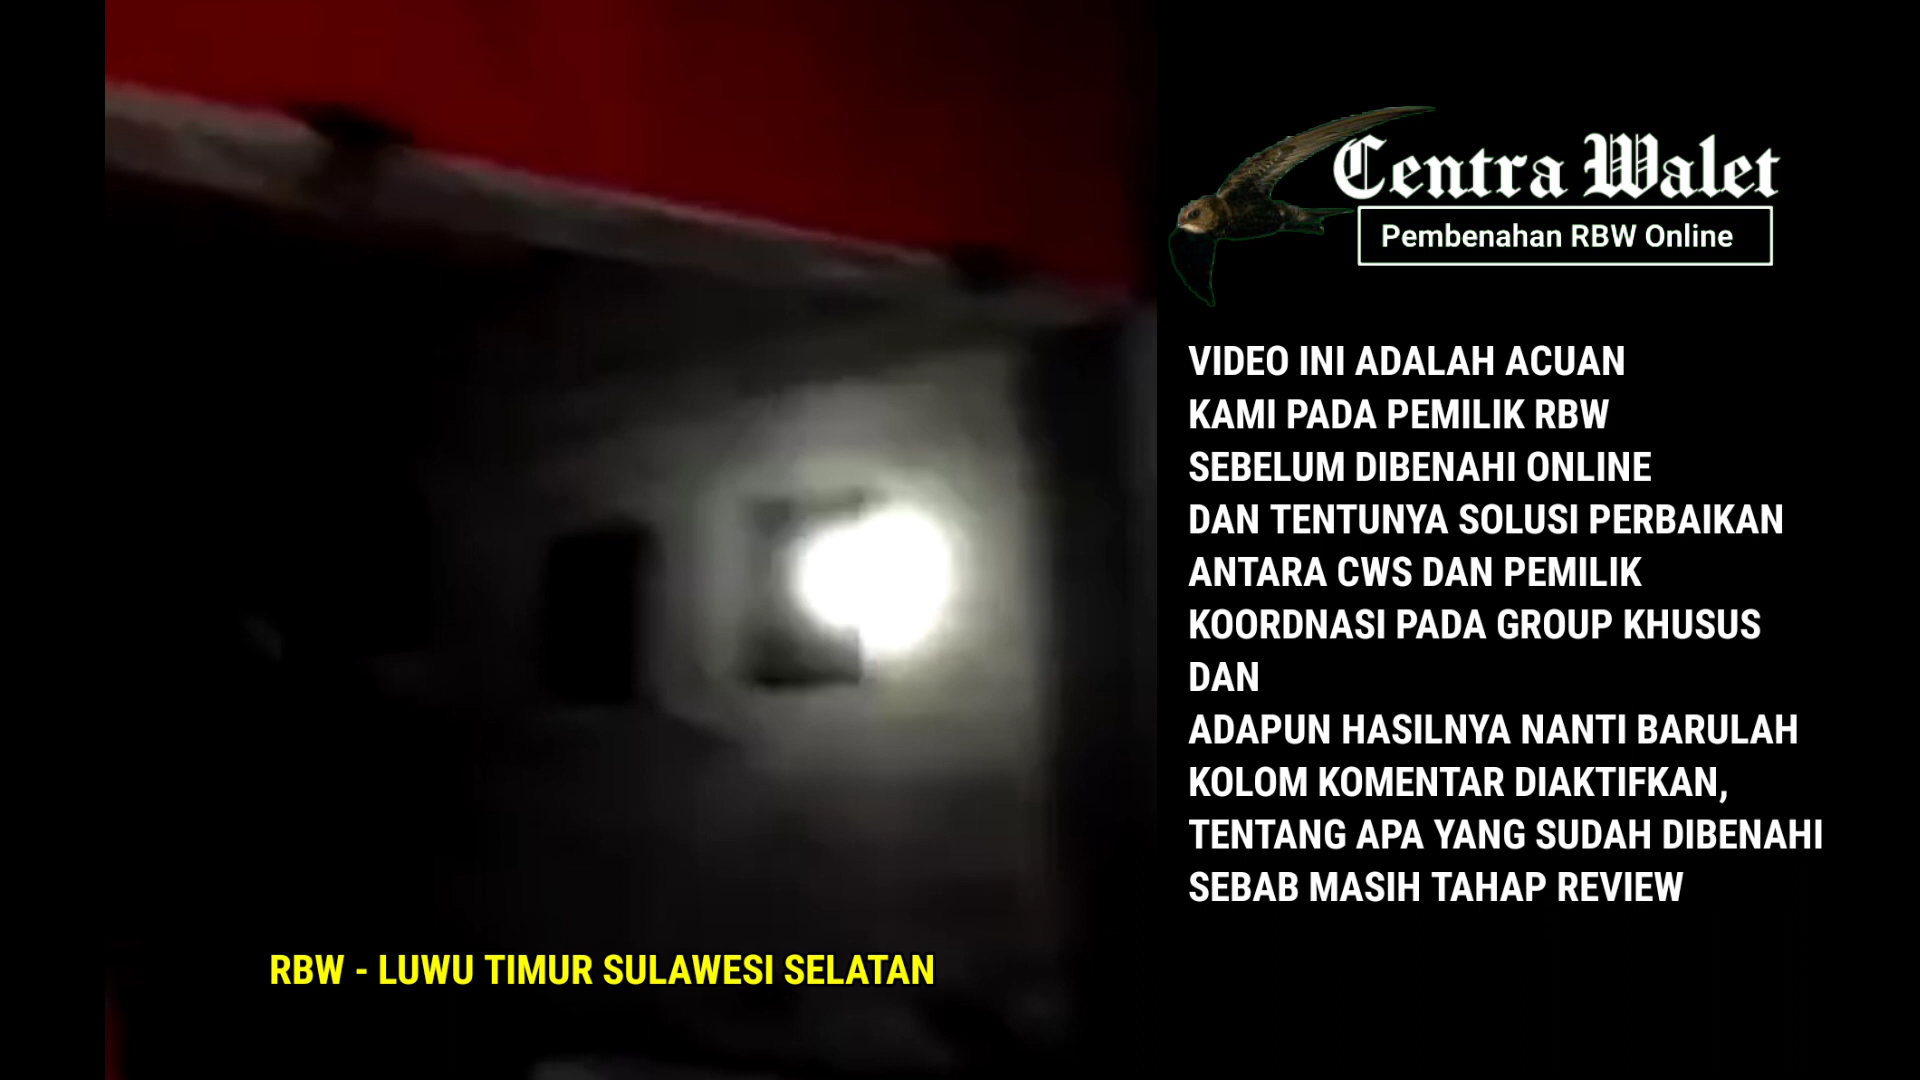 Centra Walet
Pembenahan RBW Online
VIDEO INI ADALAH ACUAN
KAMI PADA PEMILIK RBW
SEBELUM DIBENAHI ONLINE
DAN TENTUNYA SOLUSI PERBAIKAN
ANTARA CWS DAN PEMILIK
KOORDNASI PADA GROUP KHUSUS
DAN
ADAPUN HASILNYA NANTI BARULAH
KOLOM KOMENTAR DIAKTIFKAN,
TENTANG APA YANG SUDAH DIBENAHI
SEBAB MASIH TAHAP REVIEW
RBW - LUWU TIMUR SULAWESI SELATAN